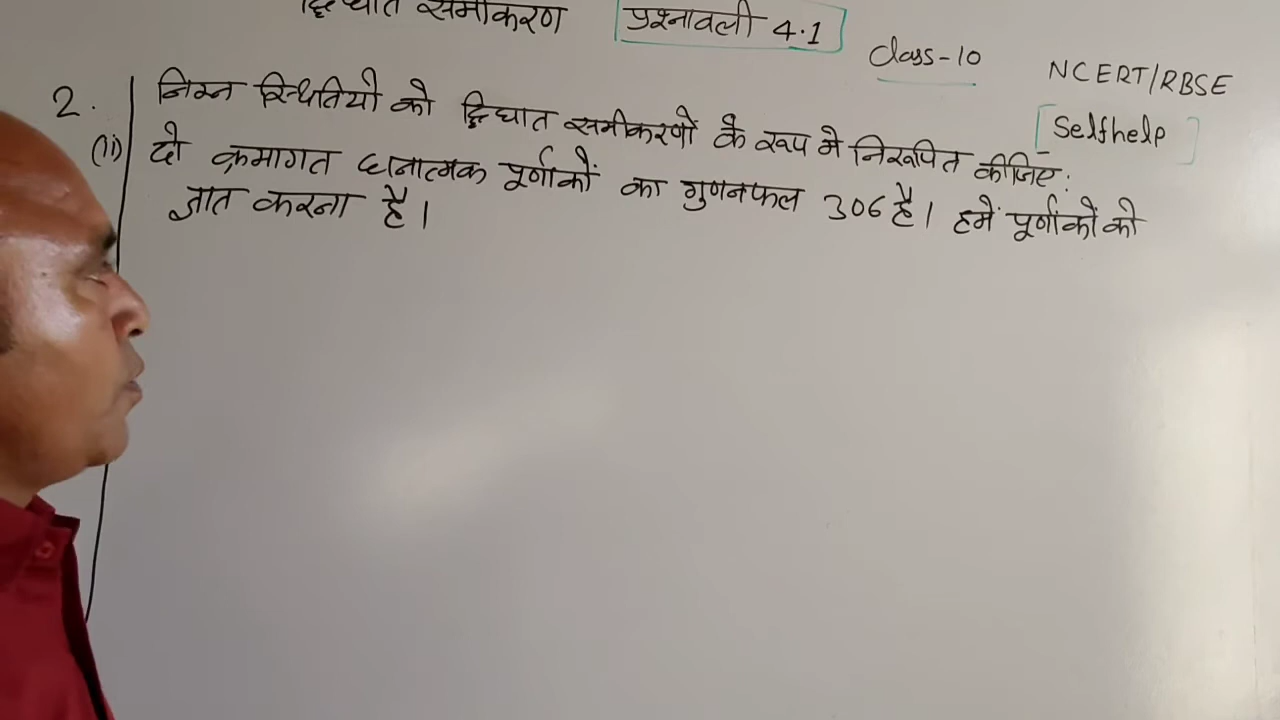 द्विघात समीकरण प्रश्नावली 4.1
Class-10 NCERT/RBSE
Selfhelp
2. निम्न स्थितियो को द्विघात समीकरणों के रूप मे निरूपित कीजिए:
(ii) दो क्रमागत धनात्मक पूर्णाकों का गुणनफल 306 है। हमें पूर्णाकों को
ज्ञात करना है।